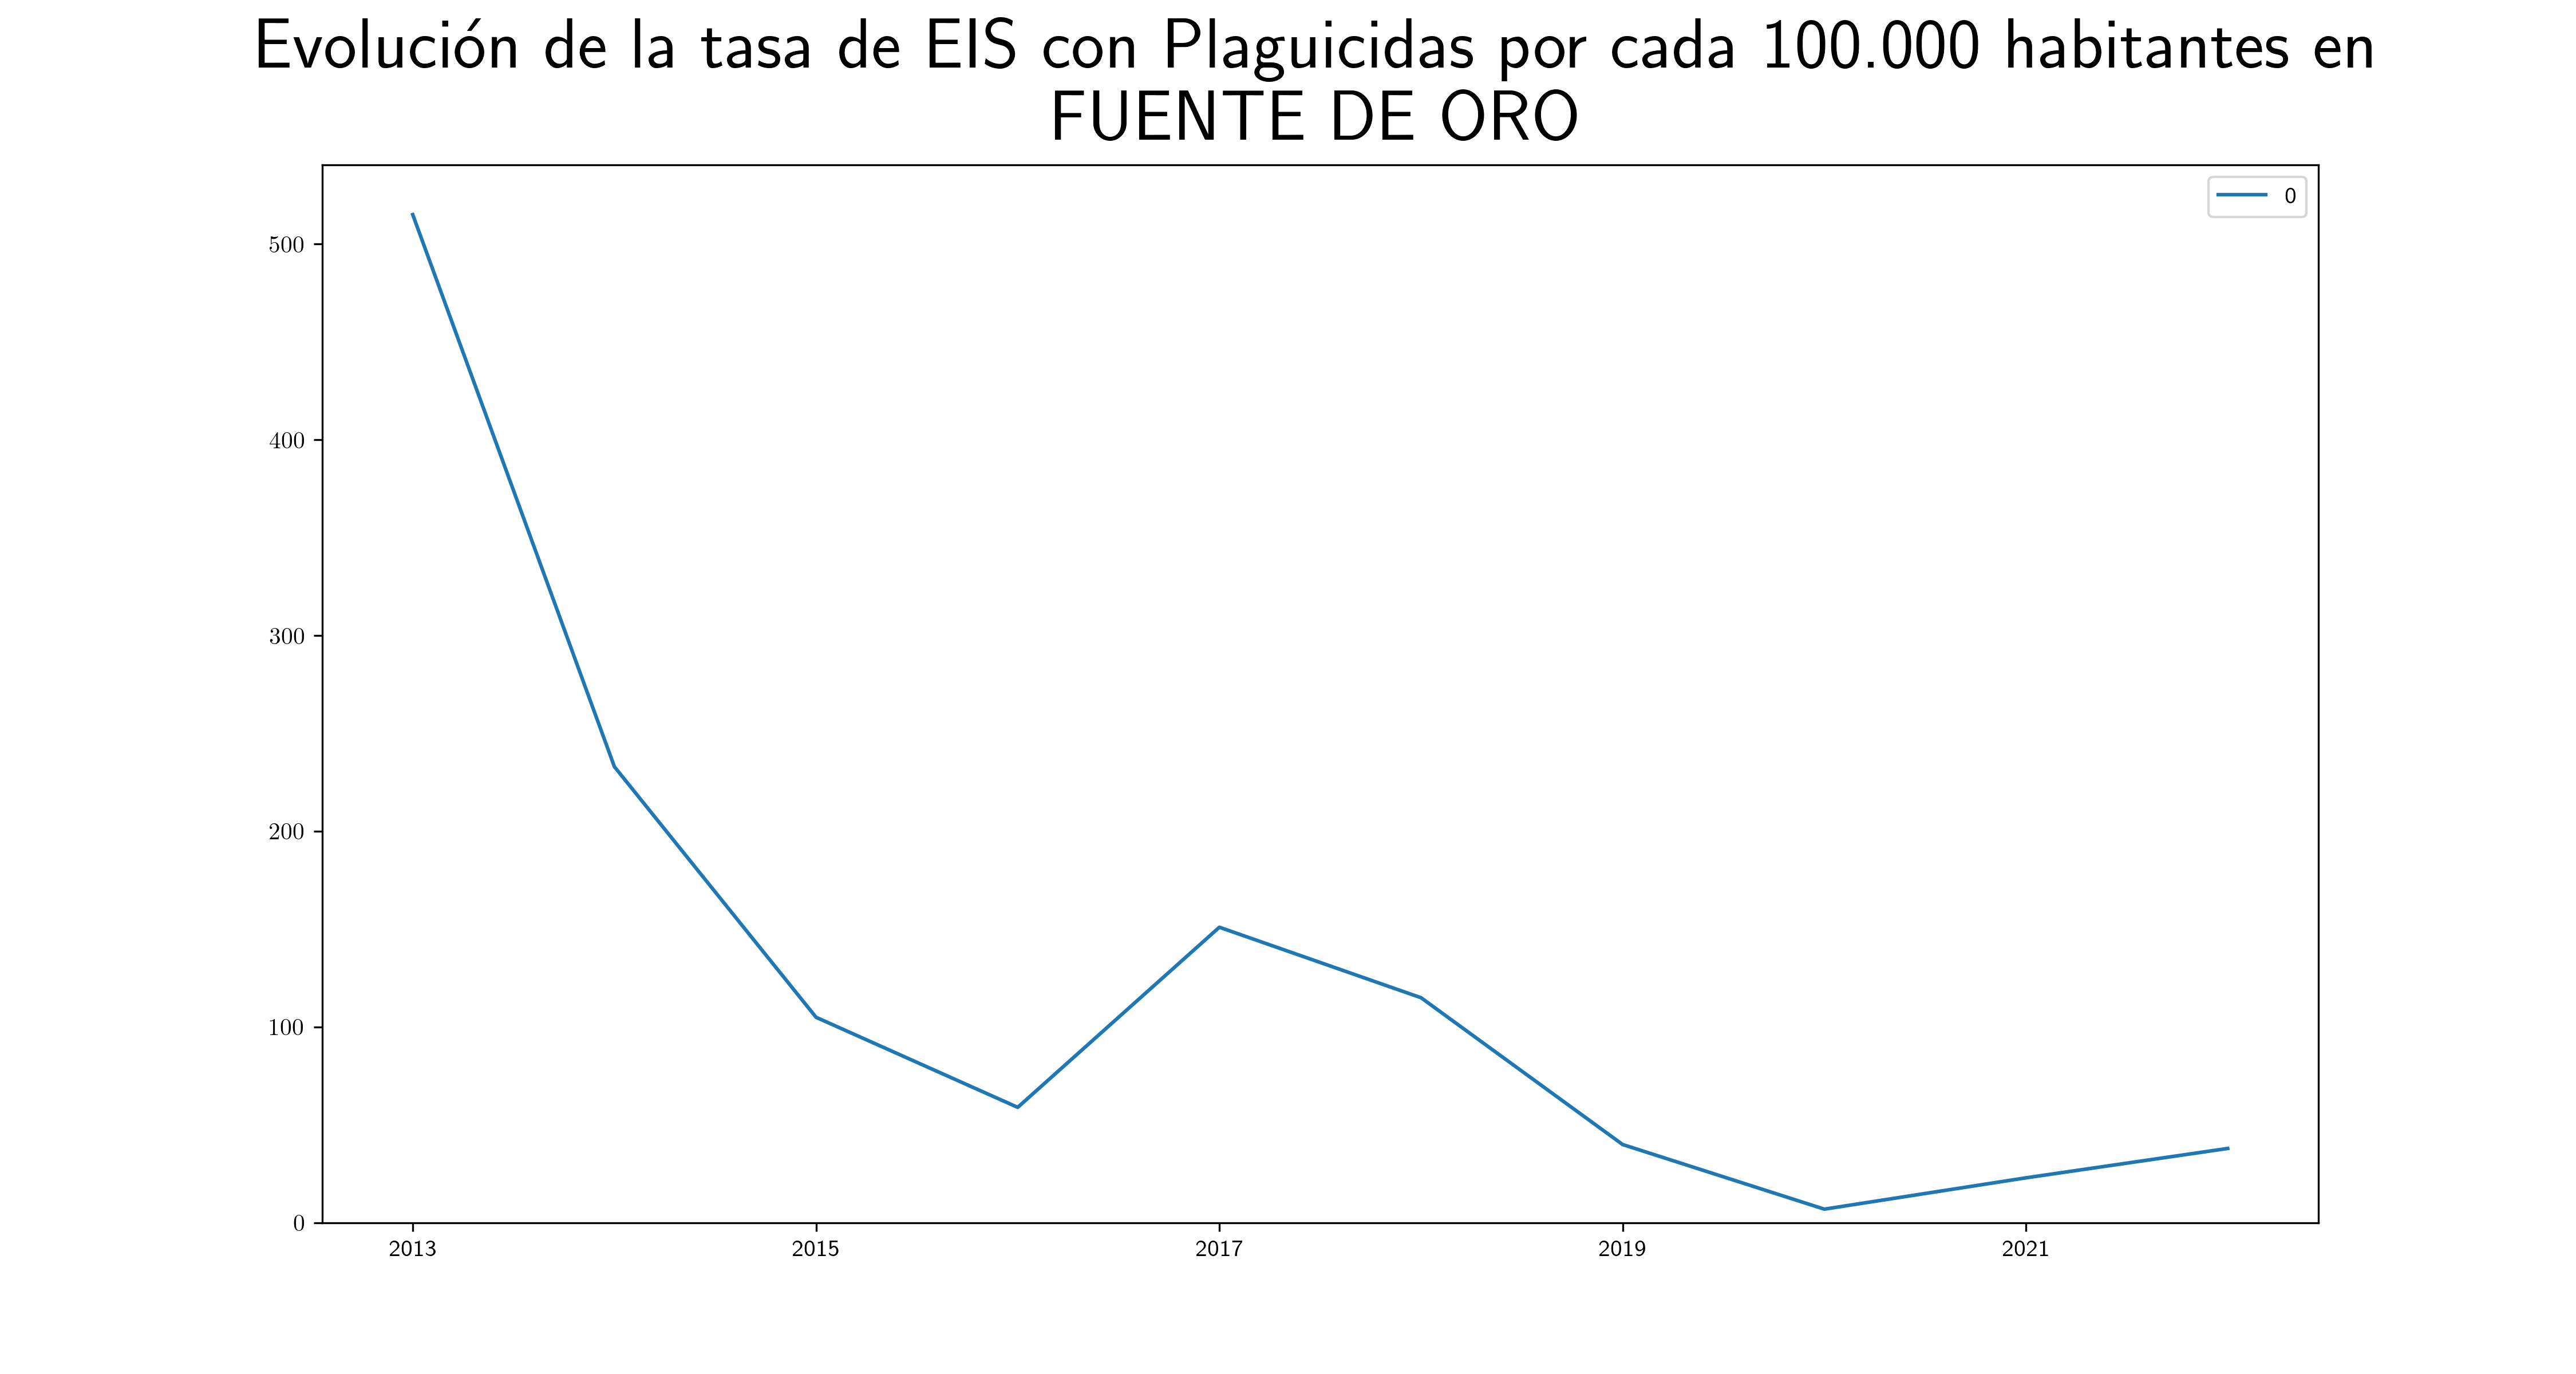 Evolución de la tasa de EIS con Plaguicidas por cada 100.000 habitantes en
FUENTE DE ORO
0
500
400
300
200
100
0
2013 2015 2017 2019 2021